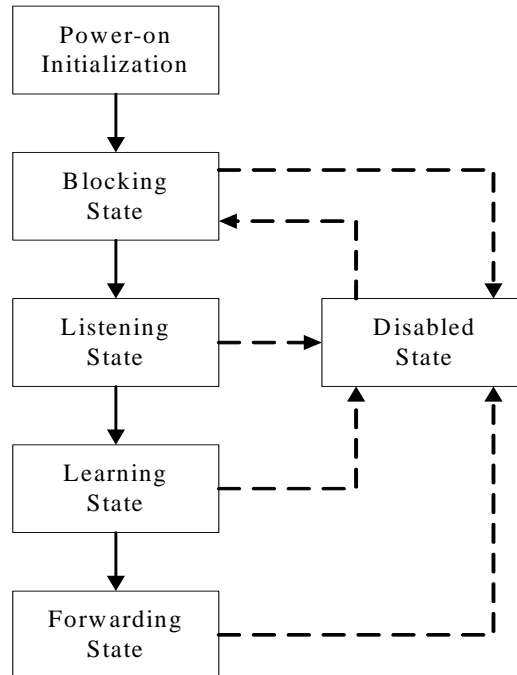 Power-on
Initialization
Blocking
State
Listening
State
Disabled
State
Learning
State
Forwarding
State